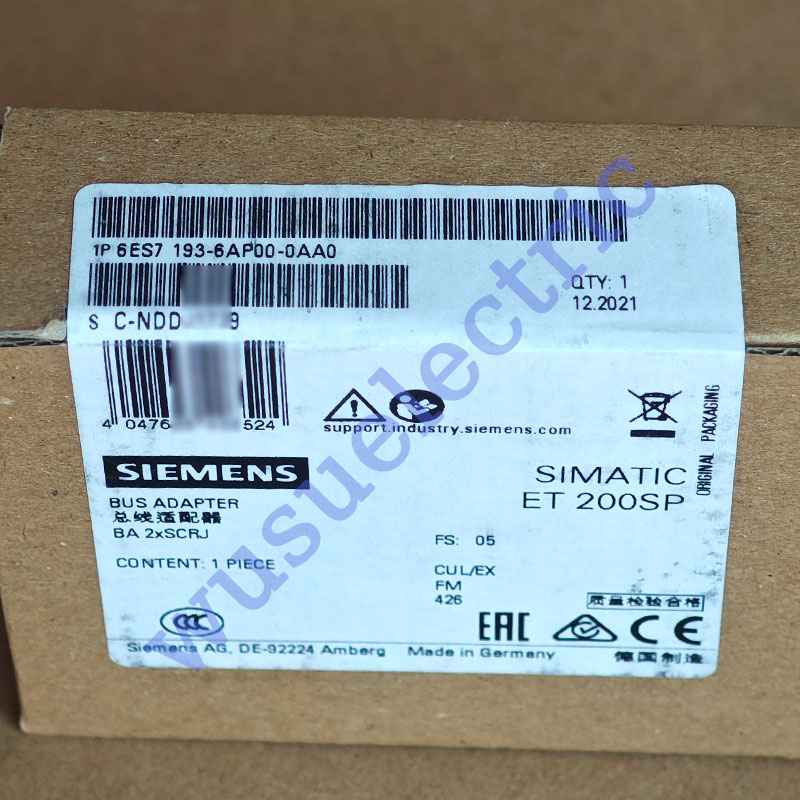 1P 6ES7 193-6AP00-0AA0
QTY: 1
12.2021
S C-NDD 9
4 0476 524
support.industry.siemens.com
ORIGINAL PACKAGING
SIEMENS
SIMATIC
ET 200SP
BUS ADAPTER
总线适配器
BA 2xSCRJ
FS: 05
CONTENT: 1 PIECE
CUL/EX
FM
426
质量检验合格
CCC
EAC
CE
Siemens AG, DE-92224 Amberg Made in Germany
德国制造
wusuelectric